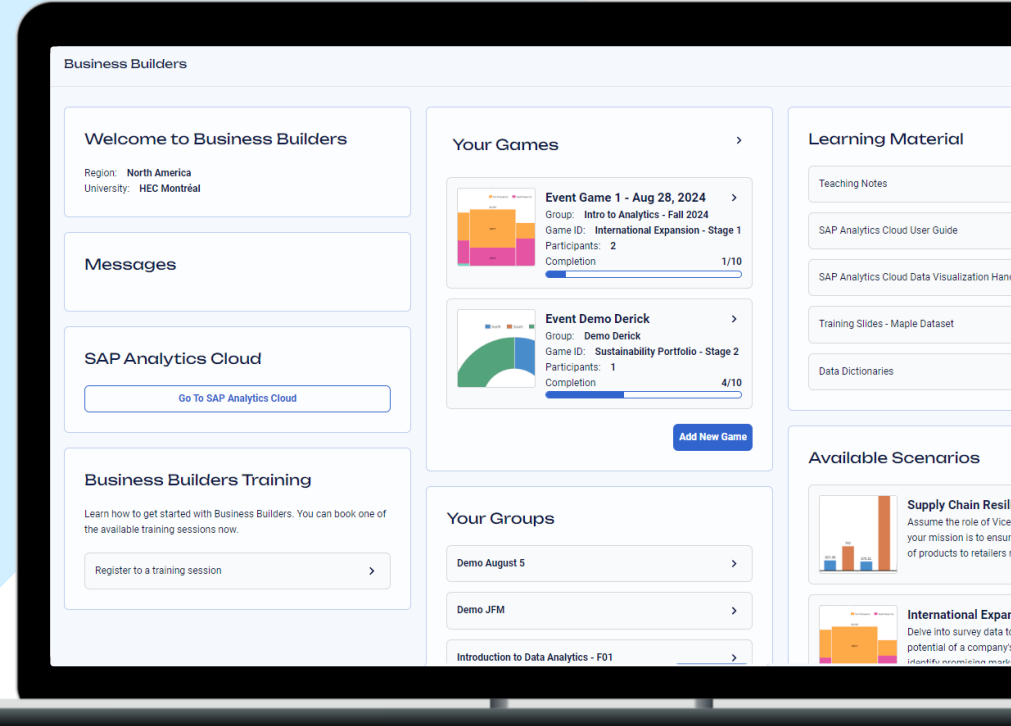 Business Builders
Welcome to Business Builders
Region: North America
University: HEC Montréal
Messages
SAP Analytics Cloud
Go To SAP Analytics Cloud
Business Builders Training
Learn how to get started with Business Builders. You can book one of
the available training sessions now.
Register to a training session
Your Games
Event Game 1 - Aug 28, 2024
Group: Intro to Analytics - Fall 2024
Game ID: International Expansion - Stage 1
Participants: 2
Completion 1/10
Event Demo Derick
Group: Demo Derick
Game ID: Sustainability Portfolio - Stage 2
Participants: 1
Completion 4/10
Add New Game
Your Groups
Demo August 5
Demo JFM
Introduction to Data Analytics - F01
Learning Material
Teaching Notes
SAP Analytics Cloud User Guide
SAP Analytics Cloud Data Visualization Han
Training Slides - Maple Dataset
Data Dictionaries
Available Scenarios
Supply Chain Resil
Assume the role of Vice
your mission is to ensur
of products to retailers
International Expan
Delve into survey data to
potential of a company's
identify promising mark